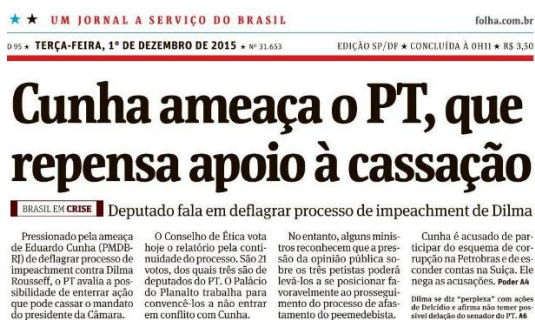 UM JORNAL A SERVIÇO DO BRASIL
folha.com.br
O 95 ★ TERÇA-FEIRA, 1º DE DEZEMBRO DE 2015 ★ Nº 31.653
EDIÇÃO SP/DF ★ CONCLUÍDA À 0H11 ★ R$ 3,50
Cunha ameaça o PT, que
repensa apoio à cassação
BRASIL EM CRISE Deputado fala em deflagrar processo de impeachment de Dilma
Pressionado pela ameaça
de Eduardo Cunha (PMDB-
RJ) de deflagrar processo de
impeachment contra Dilma
Rousseff, o PT avalia a pos-
sibilidade de enterrar ação
que pode cassar o mandato
do presidente da Câmara.
O Conselho de Ética vota
hoje o relatório pela conti-
nuidade do processo. São 21
votos, dos quais três são de
deputados do PT. O Palácio
do Planalto trabalha para
convencê-los a não entrar
em conflito com Cunha.
No entanto, alguns minis-
tros reconhecem que a pres-
são da opinião pública so-
bre os três petistas poderá
levá-los a se posicionar fa-
voravelmente ao prossegui-
mento do processo de afas-
tamento do peemedebista.
Cunha é acusado de par-
ticipar do esquema de cor-
rupção na Petrobras e de es-
conder contas na Suíça. Ele
nega as acusações. Poder A4
Dilma se diz "perplexa" com ações
de Delcídio e afirma não temer pos-
sível delação do senador do PT. A6